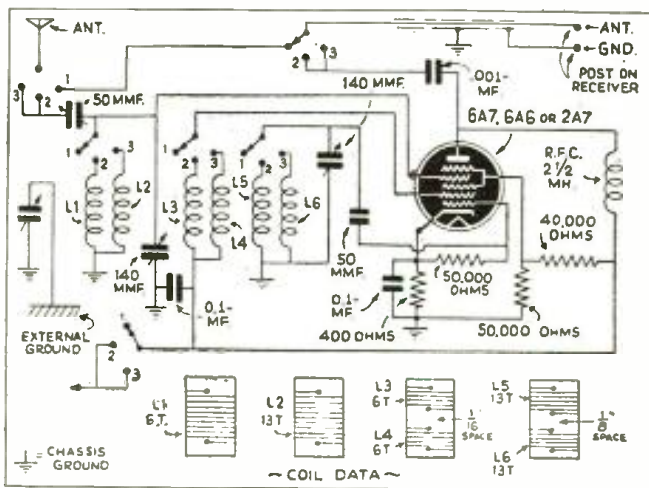 ANT.
ANT.
GND.
POST ON
RECEIVER
1
2
3
3
2
1
50 MMF.
140
MMF.
.001-
MF.
6A7, 6A6 OR 2A7
R.F.C.
2 1/2
MH
1
2
3
1
2
3
1
2
3
L1
L2
L3
L4
L5
L6
140
MMF.
0.1-
MF.
50
MMF.
0.1-
MF.
400 OHMS
50,000
OHMS
40,000
OHMS
50,000
OHMS
EXTERNAL
GROUND
1
2
3
CHASSIS
GROUND
L1
6T
L2
13T
L3
6T
L4
6T
1"
16
SPACE
L5
13T
L6
13T
1"
8
SPACE
~ COIL DATA ~